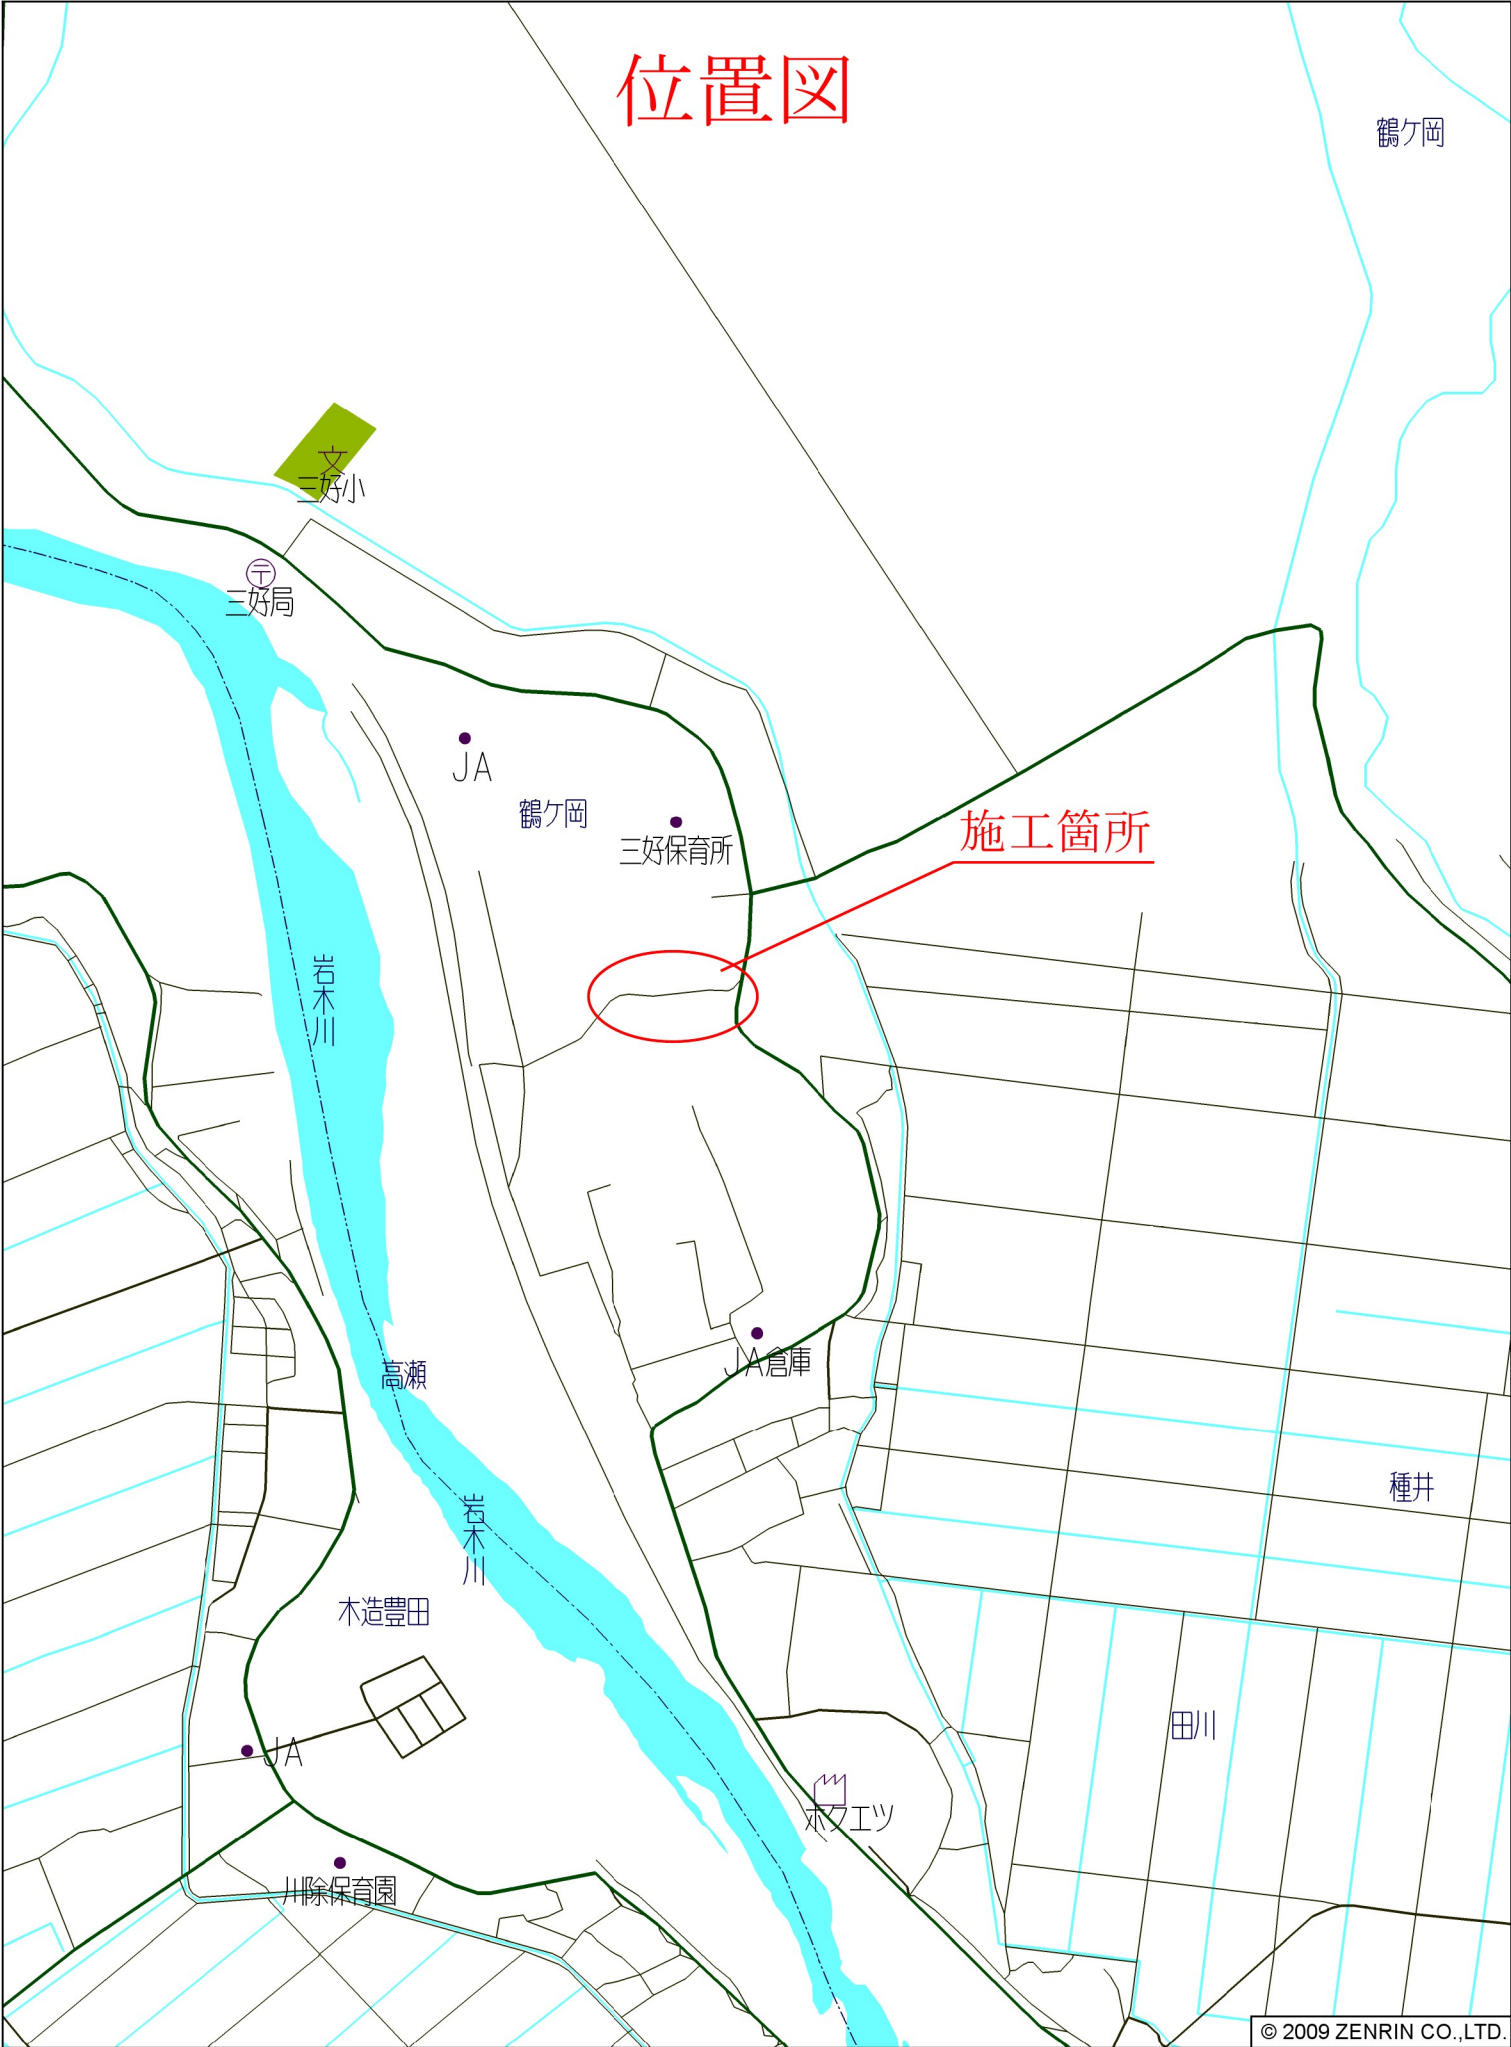 位置図
鶴ケ岡
文
三好小
〒
三好局
JA
鶴ケ岡
三好保育所
施工箇所
岩木川
JA倉庫
高瀬
種井
岩木川
木造豊田
田川
JA
ホクエツ
川除保育園
© 2009 ZENRIN CO.,LTD.